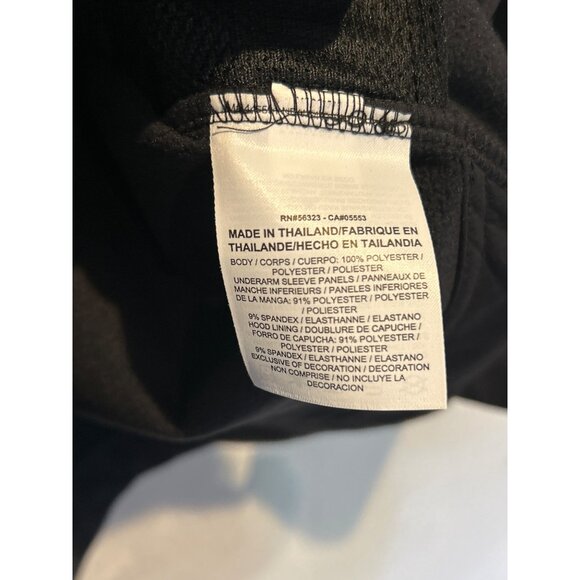 RN#56323 - CA#05553
MADE IN THAILAND/FABRIQUE EN
THAILANDE/HECHO EN TAILANDIA
BODY / CORPS / CUERPO: 100% POLYESTER /
POLYESTER / POLIESTER
UNDERARM SLEEVE PANELS / PANNEAUX DE
MANCHE INFERIEURS / PANELES INFERIORES
DE LA MANGA: 91% POLYESTER / POLYESTER
/ POLIESTER
9% SPANDEX / ELASTHANNE / ELASTANO
HOOD LINING / DOUBLURE DE CAPUCHE /
FORRO DE CAPUCHA: 91% POLYESTER /
POLYESTER / POLIESTER
9% SPANDEX / ELASTHANNE / ELASTANO
EXCLUSIVE OF DECORATION / DECORATION
NON COMPRISE / NO INCLUYE LA
DECORACION